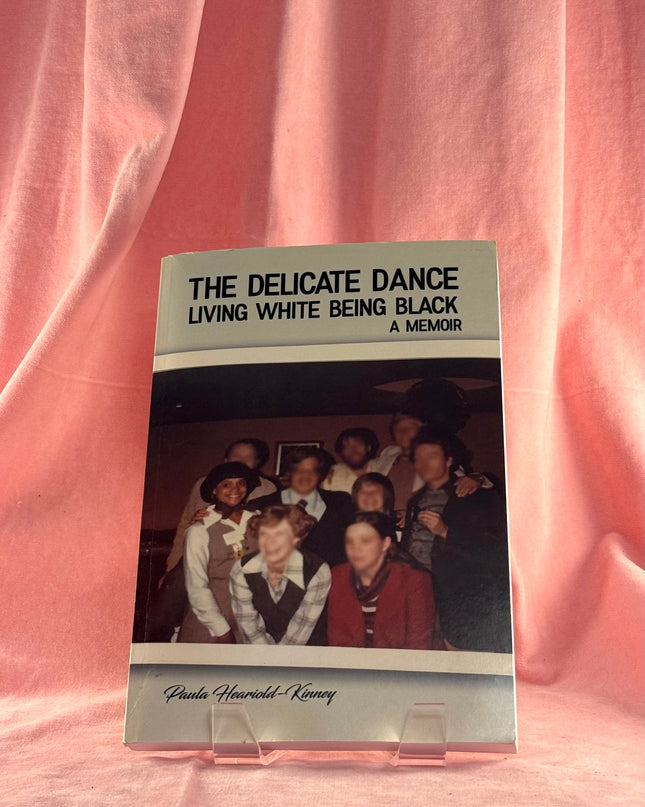 THE DELICATE DANCE
LIVING WHITE BEING BLACK
A MEMOIR
Paula Heariold-Kinney